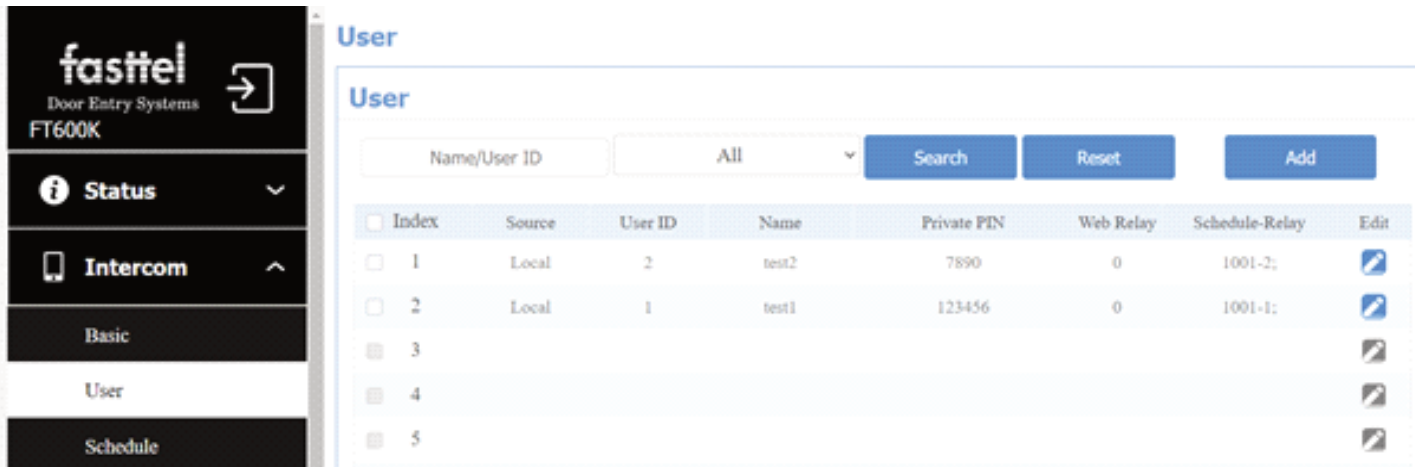 fasttel
Door Entry Systems
FT600K
Status
Intercom
Basic
User
Schedule
User
User
Name/User ID All Search Reset Add
Index Source User ID Name Private PIN Web Relay Schedule-Relay Edit
1 Local 2 test2 7890 0 1001-2;
2 Local 1 test1 123456 0 1001-1;
3
4
5